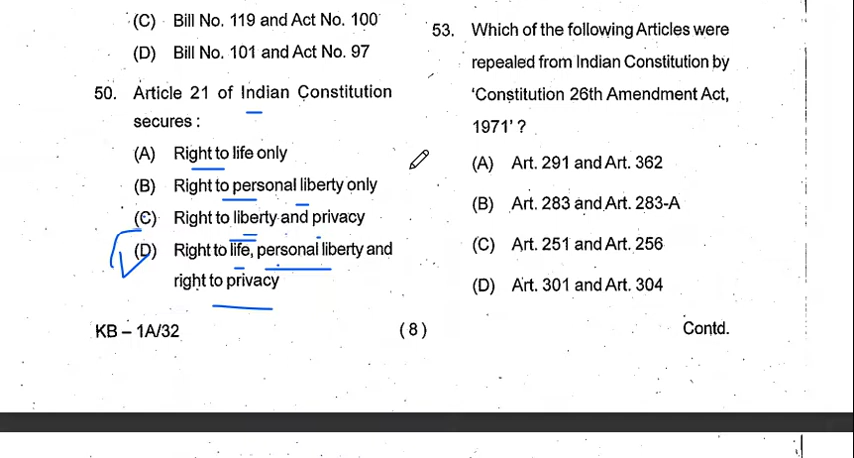 (C) Bill No. 119 and Act No. 100
(D) Bill No. 101 and Act No. 97
50. Article 21 of Indian Constitution
secures :
(A) Right to life only
(B) Right to personal liberty only
(C) Right to liberty and privacy
(D) Right to life, personal liberty and
right to privacy
KB – 1A/32
(8)
53. Which of the following Articles were
repealed from Indian Constitution by
'Constitution 26th Amendment Act,
1971' ?
(A) Art. 291 and Art. 362
(B) Art. 283 and Art. 283-A
(C) Art. 251 and Art. 256
(D) Art. 301 and Art. 304
Contd.